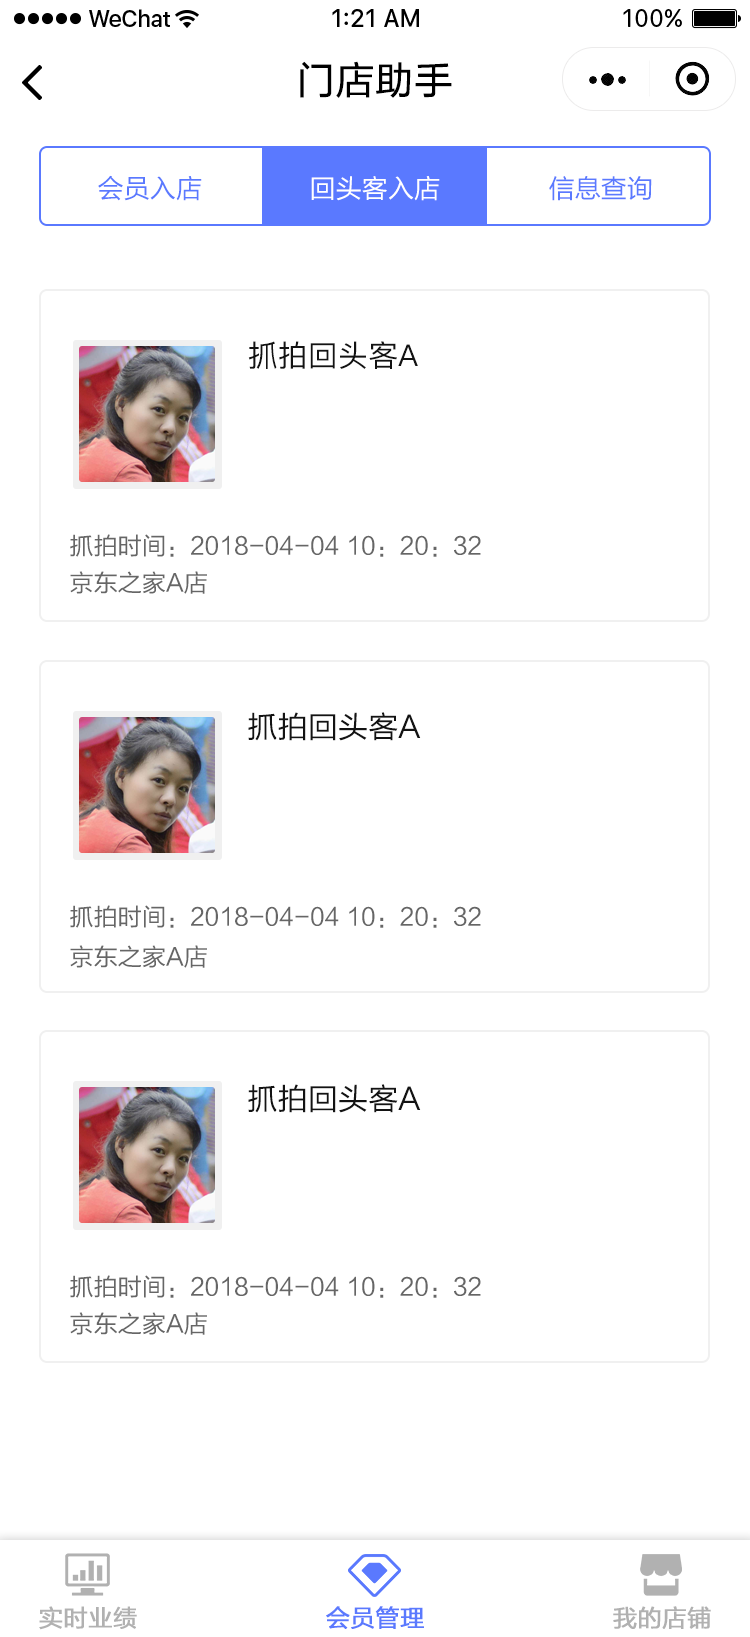 WeChat 1:21 AM 100%
门店助手
会员入店 回头客入店 信息查询
抓拍回头客A
抓拍时间：2018-04-04 10：20：32
京东之家A店
抓拍回头客A
抓拍时间：2018-04-04 10：20：32
京东之家A店
抓拍回头客A
抓拍时间：2018-04-04 10：20：32
京东之家A店
实时业绩 会员管理 我的店铺